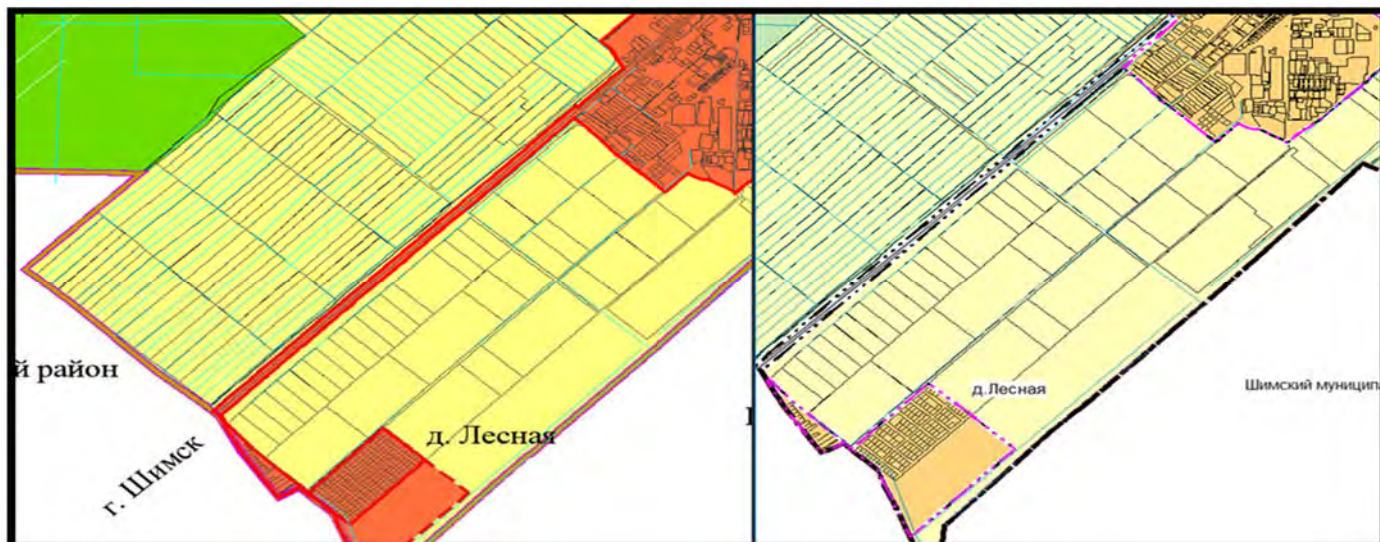 й район
г. Шимск
д. Лесная
д.Лесная
Шимский муниципа